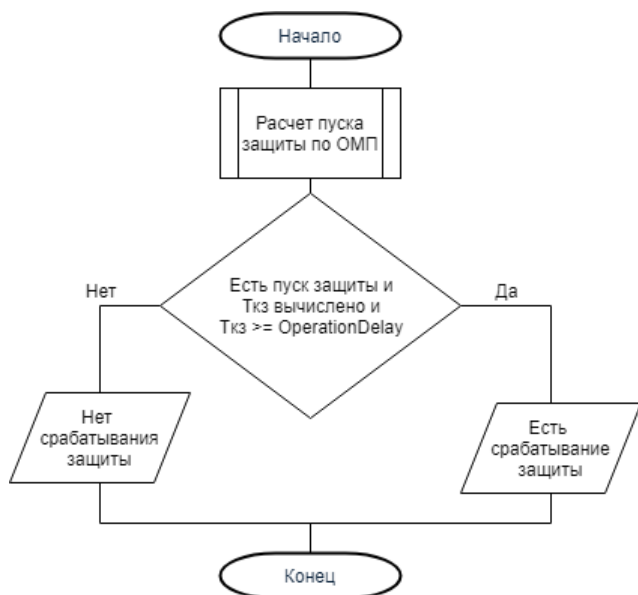 Начало
Расчет пуска
защиты по ОМП
Есть пуск защиты и
Ткз вычислено и
Ткз >= OperationDelay
Нет
Да
Нет
срабатывания
защиты
Есть
срабатывание
защиты
Конец